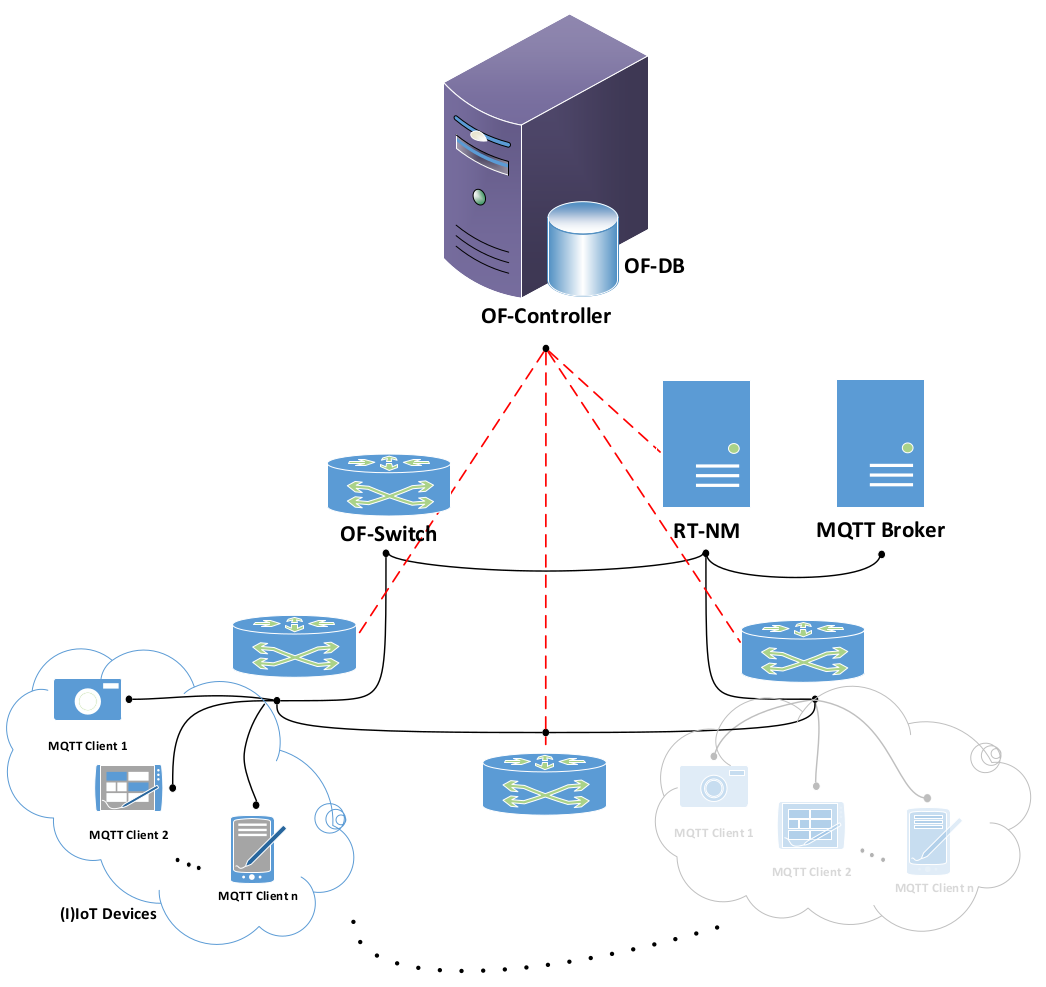 OF-DB
OF-Controller
OF-Switch
RT-NM
MQTT Broker
MQTT Client 1
MQTT Client 2
MQTT Client n
(I)IoT Devices
MQTT Client 1
MQTT Client 2
MQTT Client n